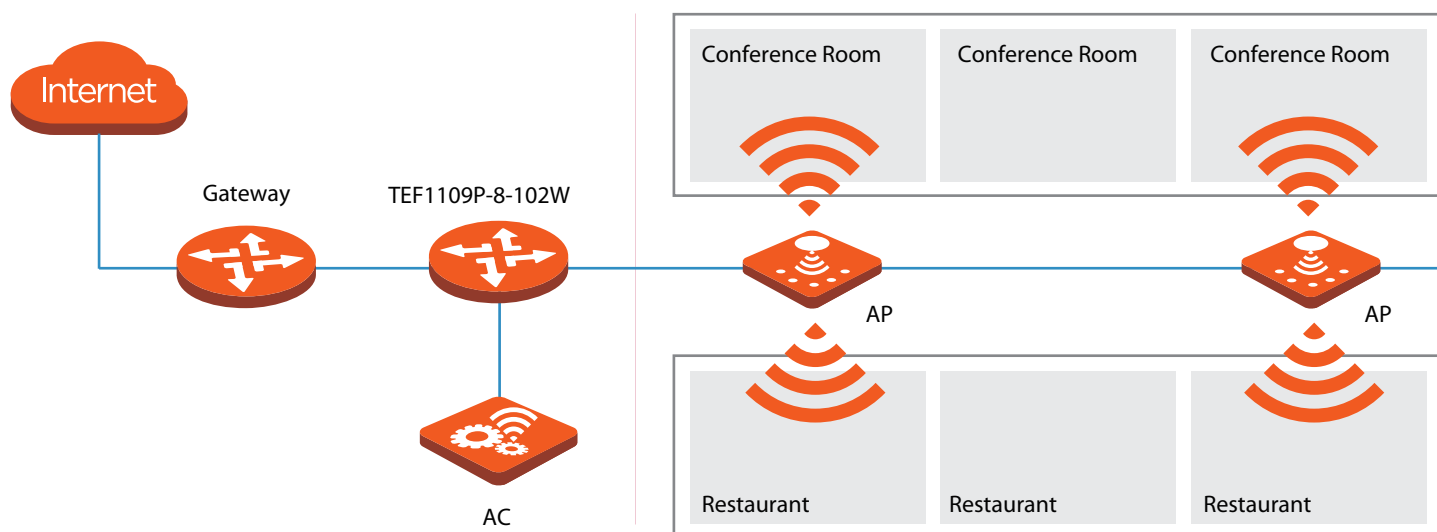 Internet
Gateway
TEF1109P-8-102W
AC
Conference Room
Conference Room
Conference Room
AP
AP
Restaurant
Restaurant
Restaurant